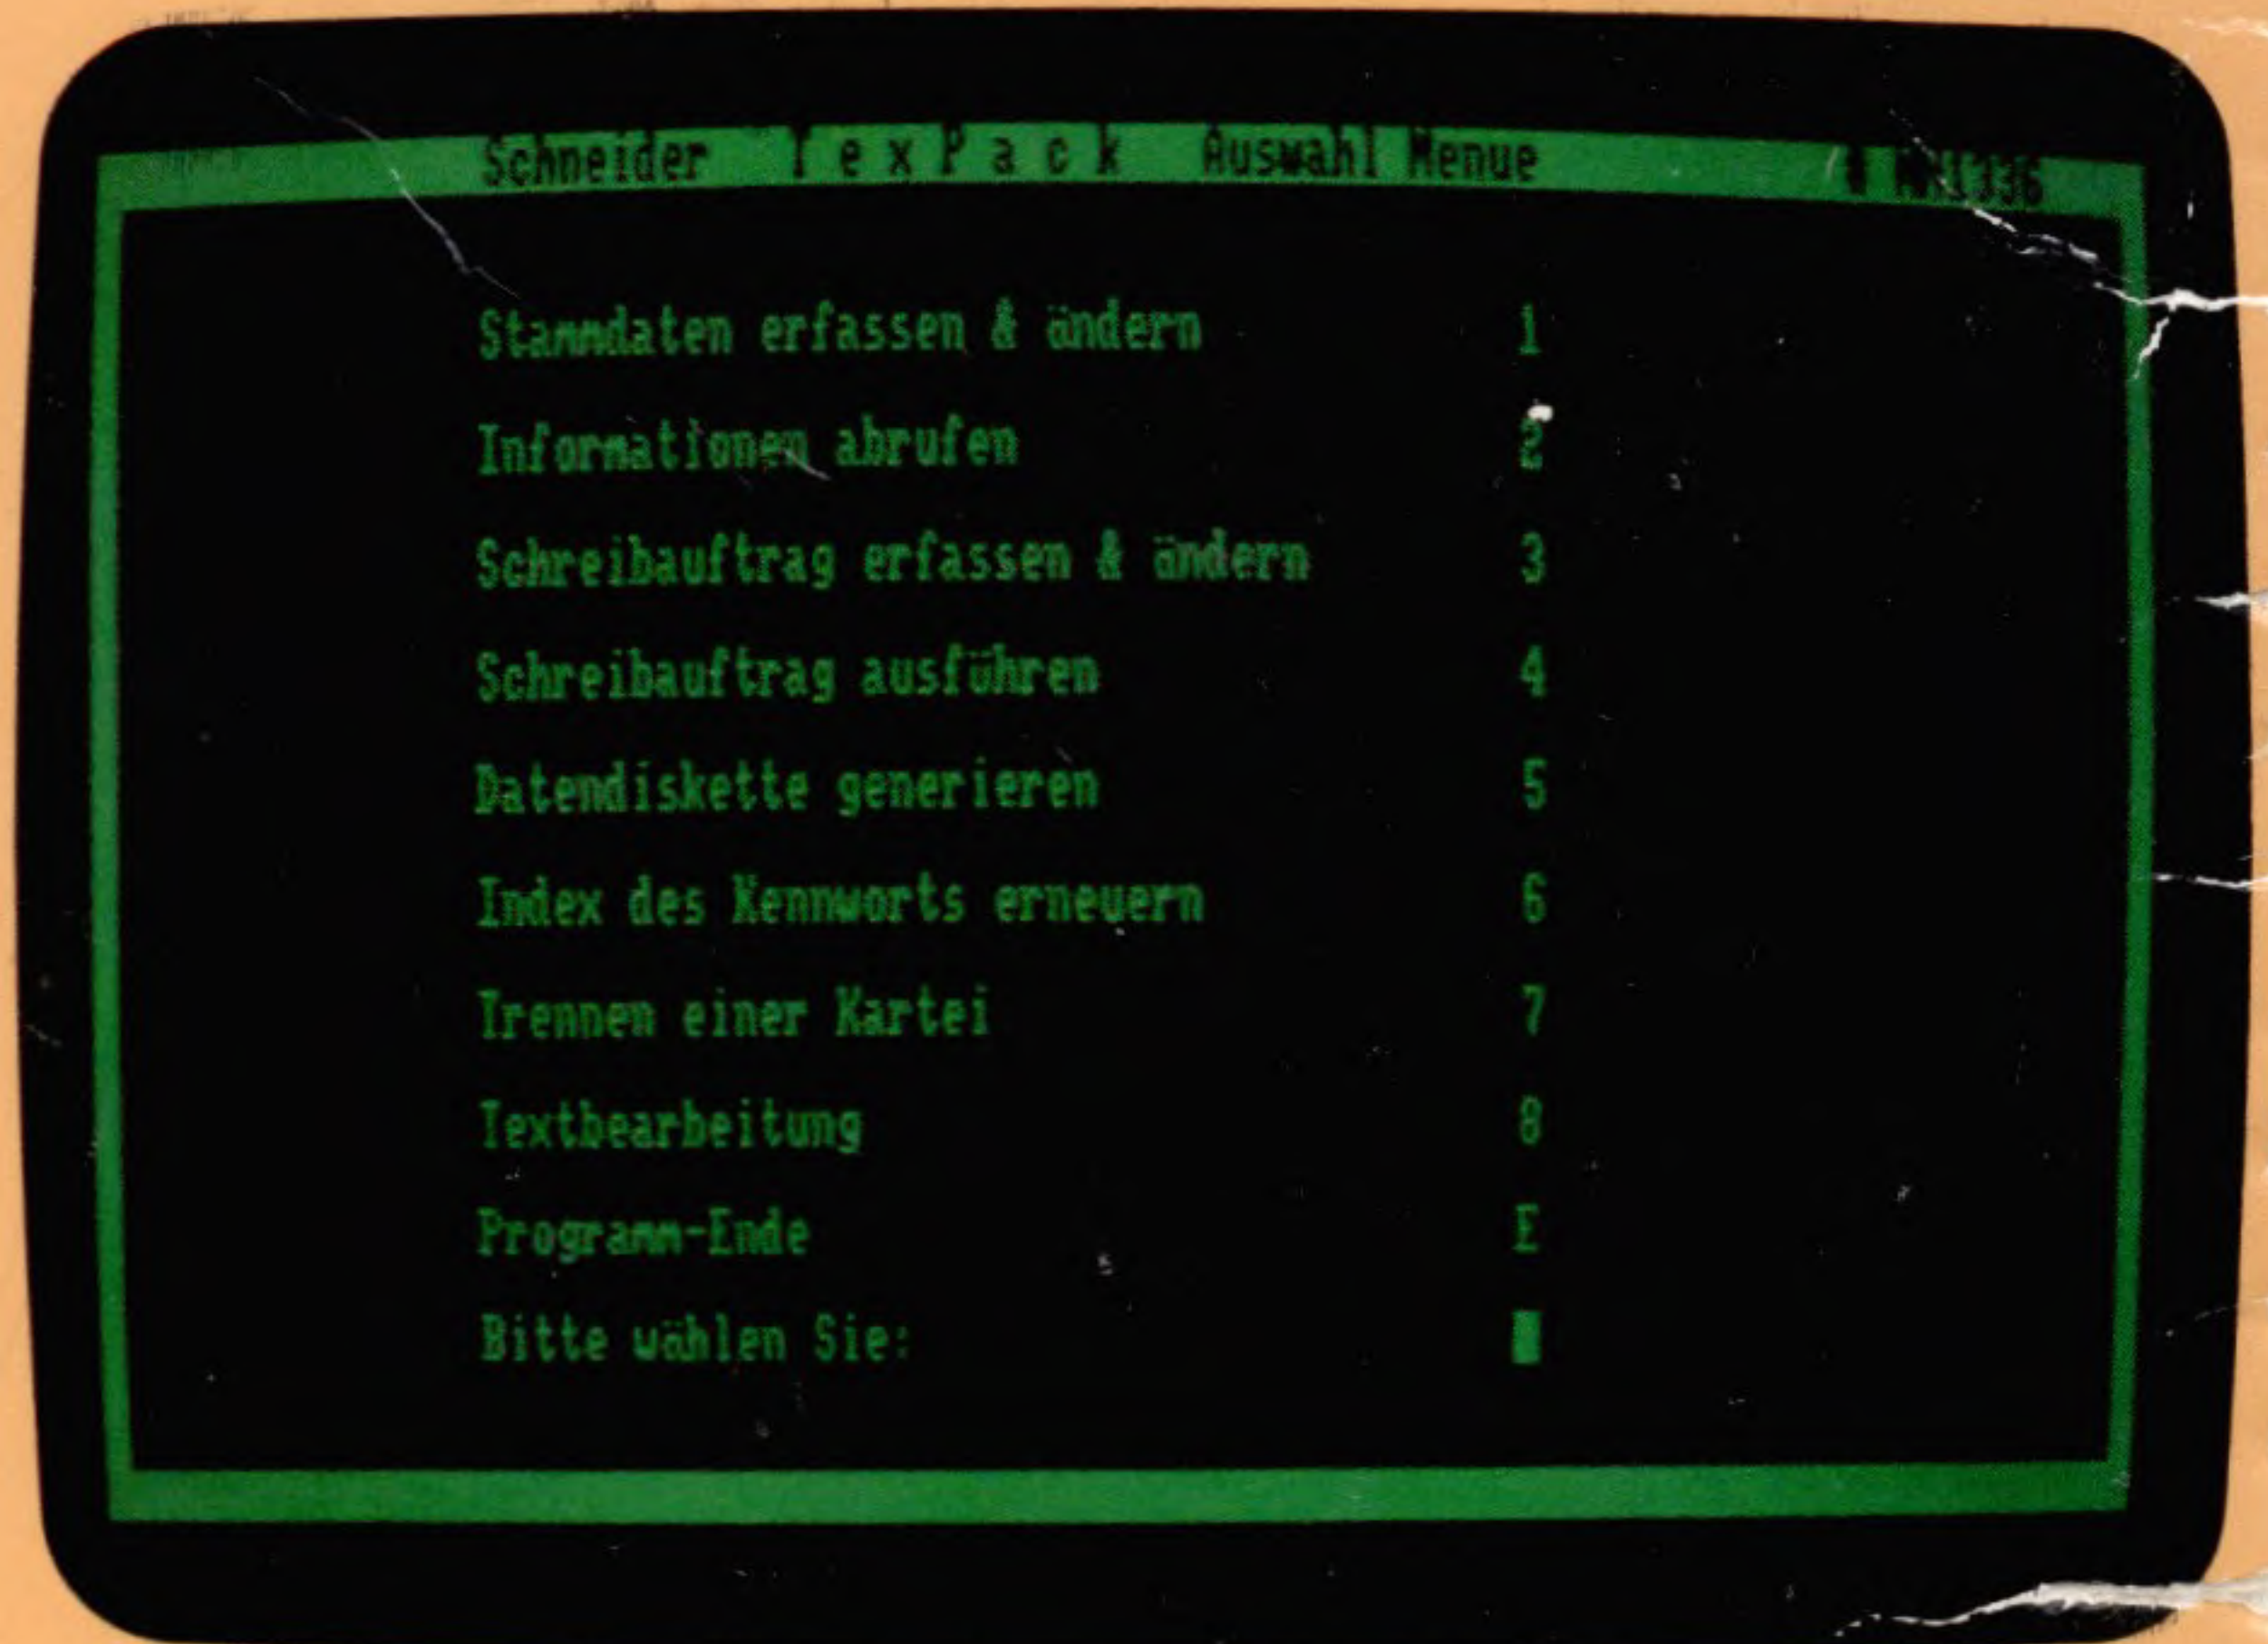 Schneider TexPack Auswahl Menue
Stammdaten erfassen & ändern 1
Informationen abrufen 2
Schreibauftrag erfassen & ändern 3
Schreibauftrag ausführen 4
Datendiskette generieren 5
Index des Kennworts erneuern 6
Trennen einer Kartei 7
Textbearbeitung 8
Programm-Ende E
Bitte wählen Sie: